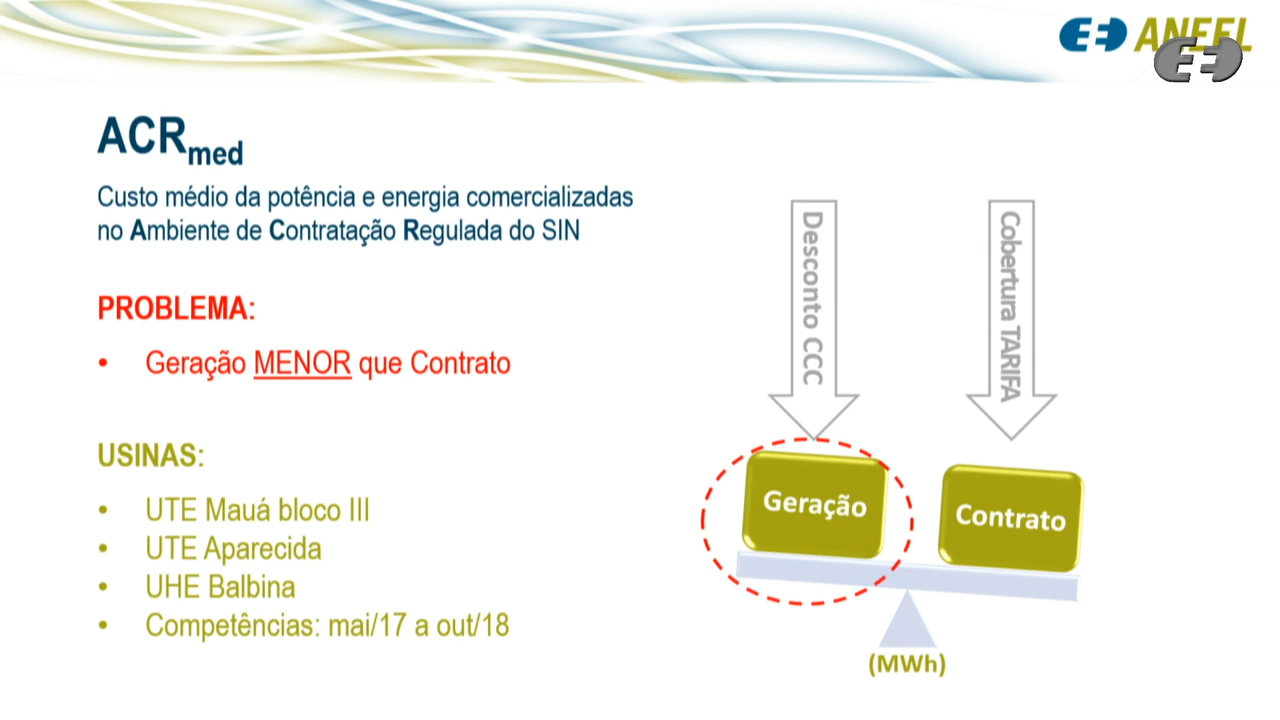 ANEEL
ACRmed
Custo médio da potência e energia comercializadas
no Ambiente de Contratação Regulada do SIN
PROBLEMA:
• Geração MENOR que Contrato
USINAS:
• UTE Mauá bloco III
• UTE Aparecida
• UHE Balbina
• Competências: mai/17 a out/18
Desconto CCC
Cobertura TARIFA
Geração
Contrato
(MWh)